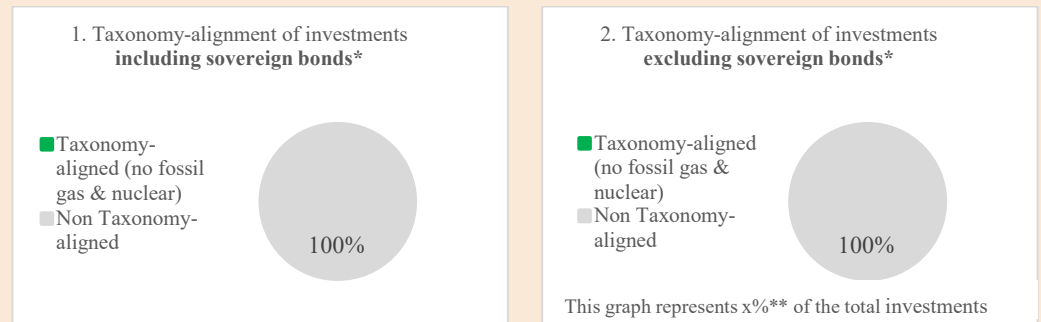 1. Taxonomy-alignment of investments
including sovereign bonds*
Taxonomy-
aligned (no fossil
gas & nuclear)
Non Taxonomy-
aligned
100%
2. Taxonomy-alignment of investments
excluding sovereign bonds*
Taxonomy-aligned
(no fossil gas &
nuclear)
Non Taxonomy-
aligned
100%
This graph represents x%** of the total investments